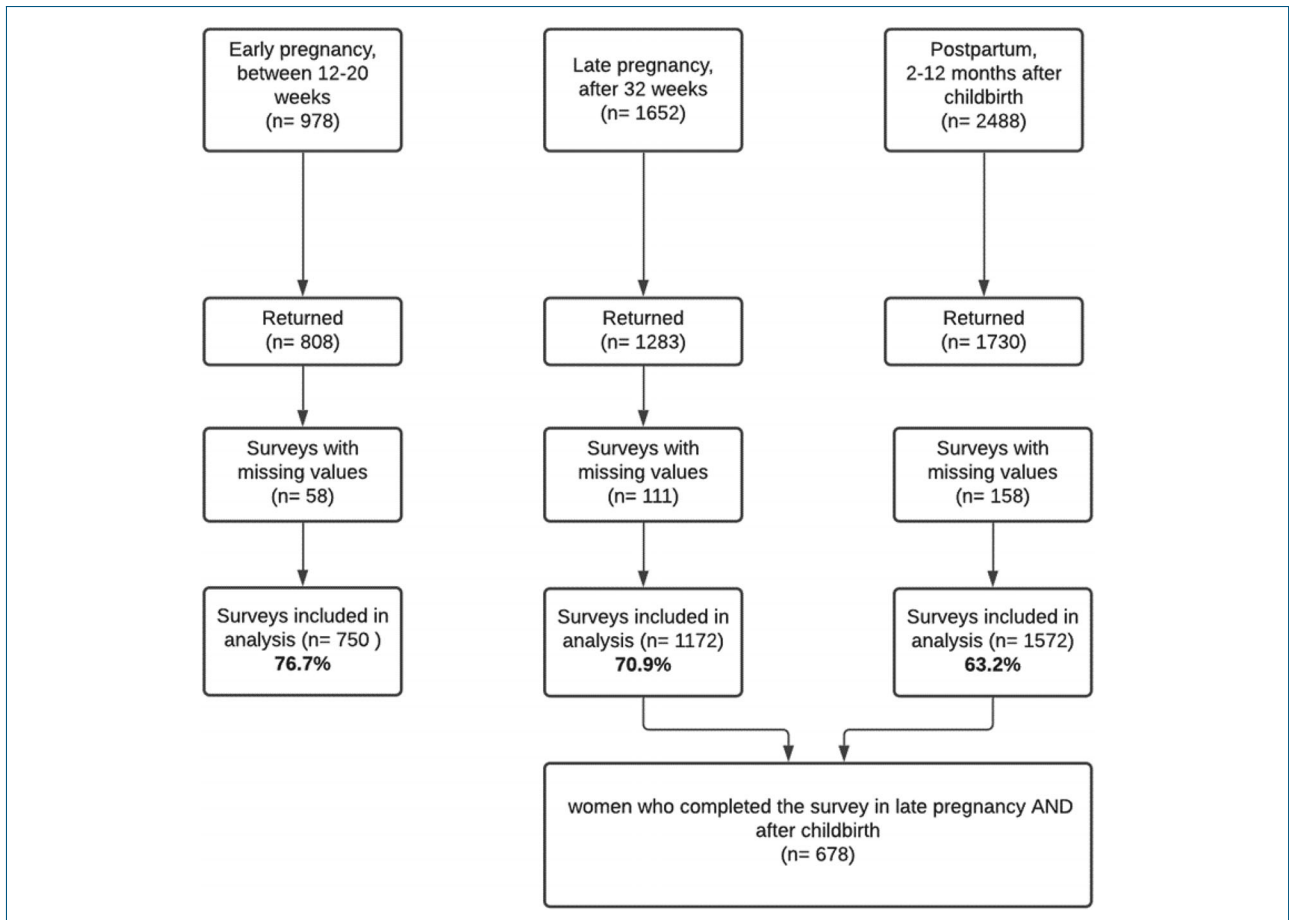 Early pregnancy,
between 12-20
weeks
(n= 978)
Late pregnancy,
after 32 weeks
(n= 1652)
Postpartum,
2-12 months after
childbirth
(n= 2488)
Returned
(n= 808)
Returned
(n= 1283)
Returned
(n= 1730)
Surveys with
missing values
(n= 58)
Surveys with
missing values
(n= 111)
Surveys with
missing values
(n= 158)
Surveys included in
analysis (n= 750 )
76.7%
Surveys included in
analysis (n= 1172)
70.9%
Surveys included in
analysis (n= 1572)
63.2%
women who completed the survey in late pregnancy AND
after childbirth
(n= 678)